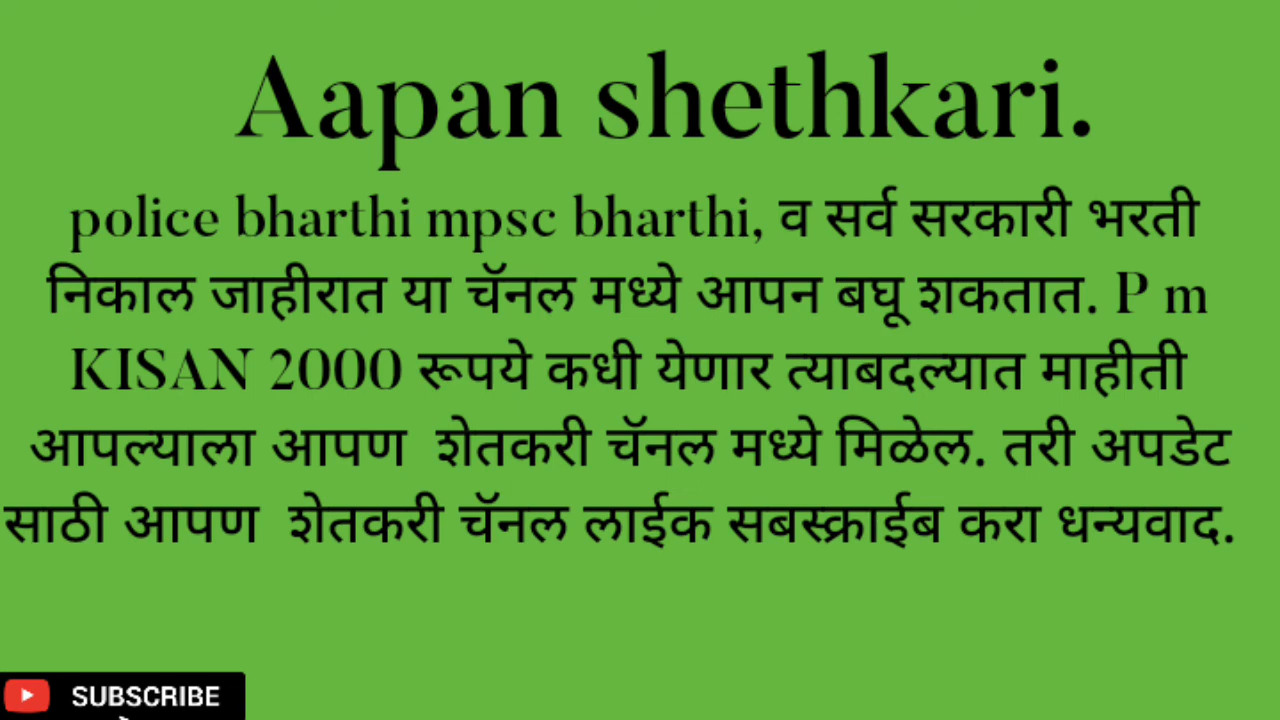 Aapan shethkari.
police bharthi mpsc bharthi, व सर्व सरकारी भरती
निकाल जाहीरात या चॅनल मध्ये आपन बघू शकतात. P m
KISAN 2000 रूपये कधी येणार त्याबदल्यात माहीती
आपल्याला आपण शेतकरी चॅनल मध्ये मिळेल. तरी अपडेट
साठी आपण शेतकरी चॅनल लाईक सबस्क्राईब करा धन्यवाद.
SUBSCRIBE